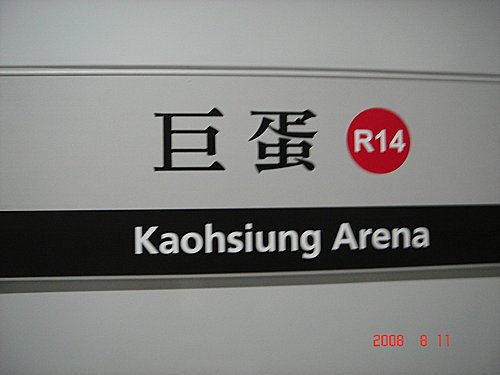 巨蛋 R14
Kaohsiung Arena
2008 8 11